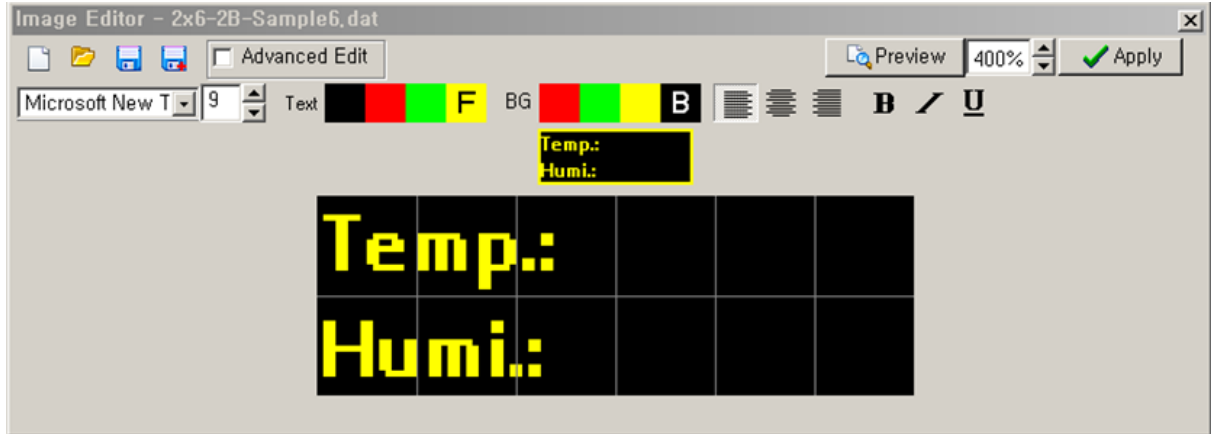 Image Editor - 2x6-2B-Sample6.dat
Advanced Edit
Preview
400%
Apply
Microsoft New T
9
Text
F
BG
B
B
I
U
Temp.:
Humi.:
Temp.:
Humi.: